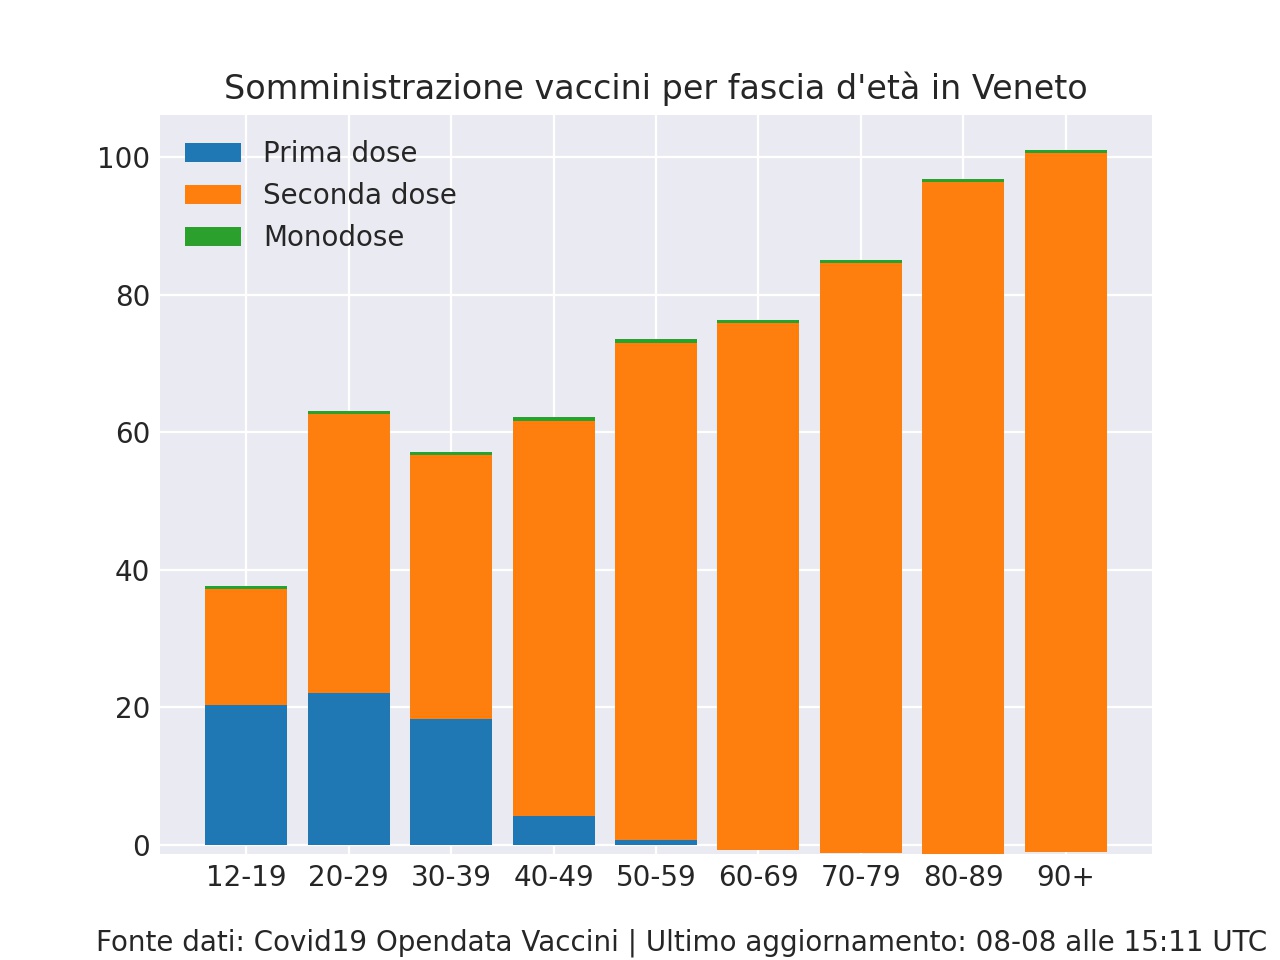 Somministrazione vaccini per fascia d'età in Veneto
Prima dose
Seconda dose
Monodose
100
80
60
40
20
0
12-19 20-29 30-39 40-49 50-59 60-69 70-79 80-89 90+
Fonte dati: Covid19 Opendata Vaccini | Ultimo aggiornamento: 08-08 alle 15:11 UTC